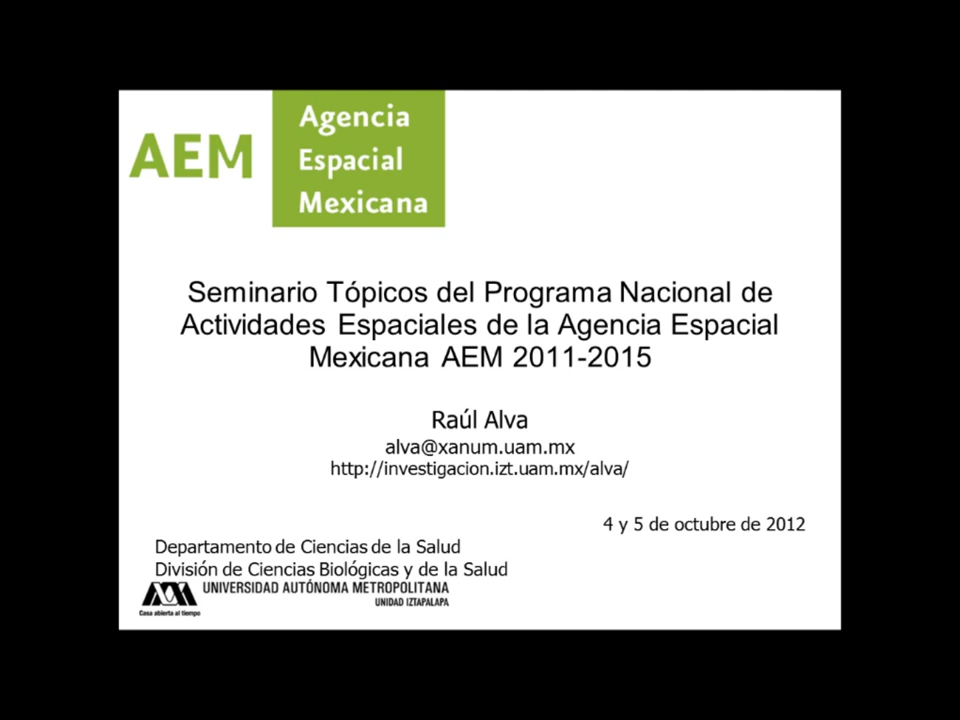 AEM
Agencia
Espacial
Mexicana
Seminario Tópicos del Programa Nacional de
Actividades Espaciales de la Agencia Espacial
Mexicana AEM 2011-2015
Raúl Alva
alva@xanum.uam.mx
http://investigacion.izt.uam.mx/alva/
4 y 5 de octubre de 2012
Departamento de Ciencias de la Salud
División de Ciencias Biológicas y de la Salud
UNIVERSIDAD AUTÓNOMA METROPOLITANA
UNIDAD IZTAPALAPA
Casa abierta al tiempo